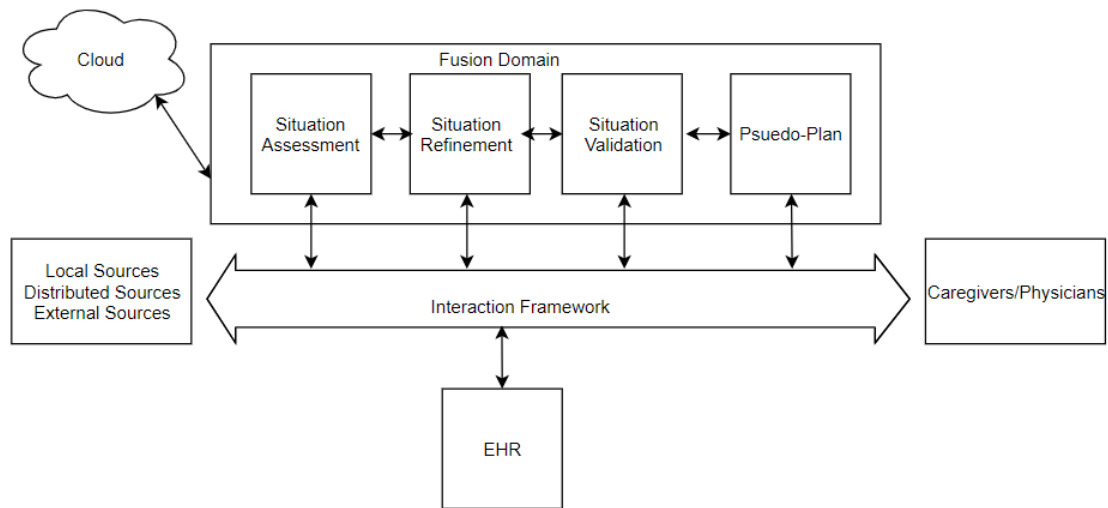 Cloud
Fusion Domain
Situation
Assessment
Situation
Refinement
Situation
Validation
Psuedo-Plan
Local Sources
Distributed Sources
External Sources
Interaction Framework
Caregivers/Physicians
EHR